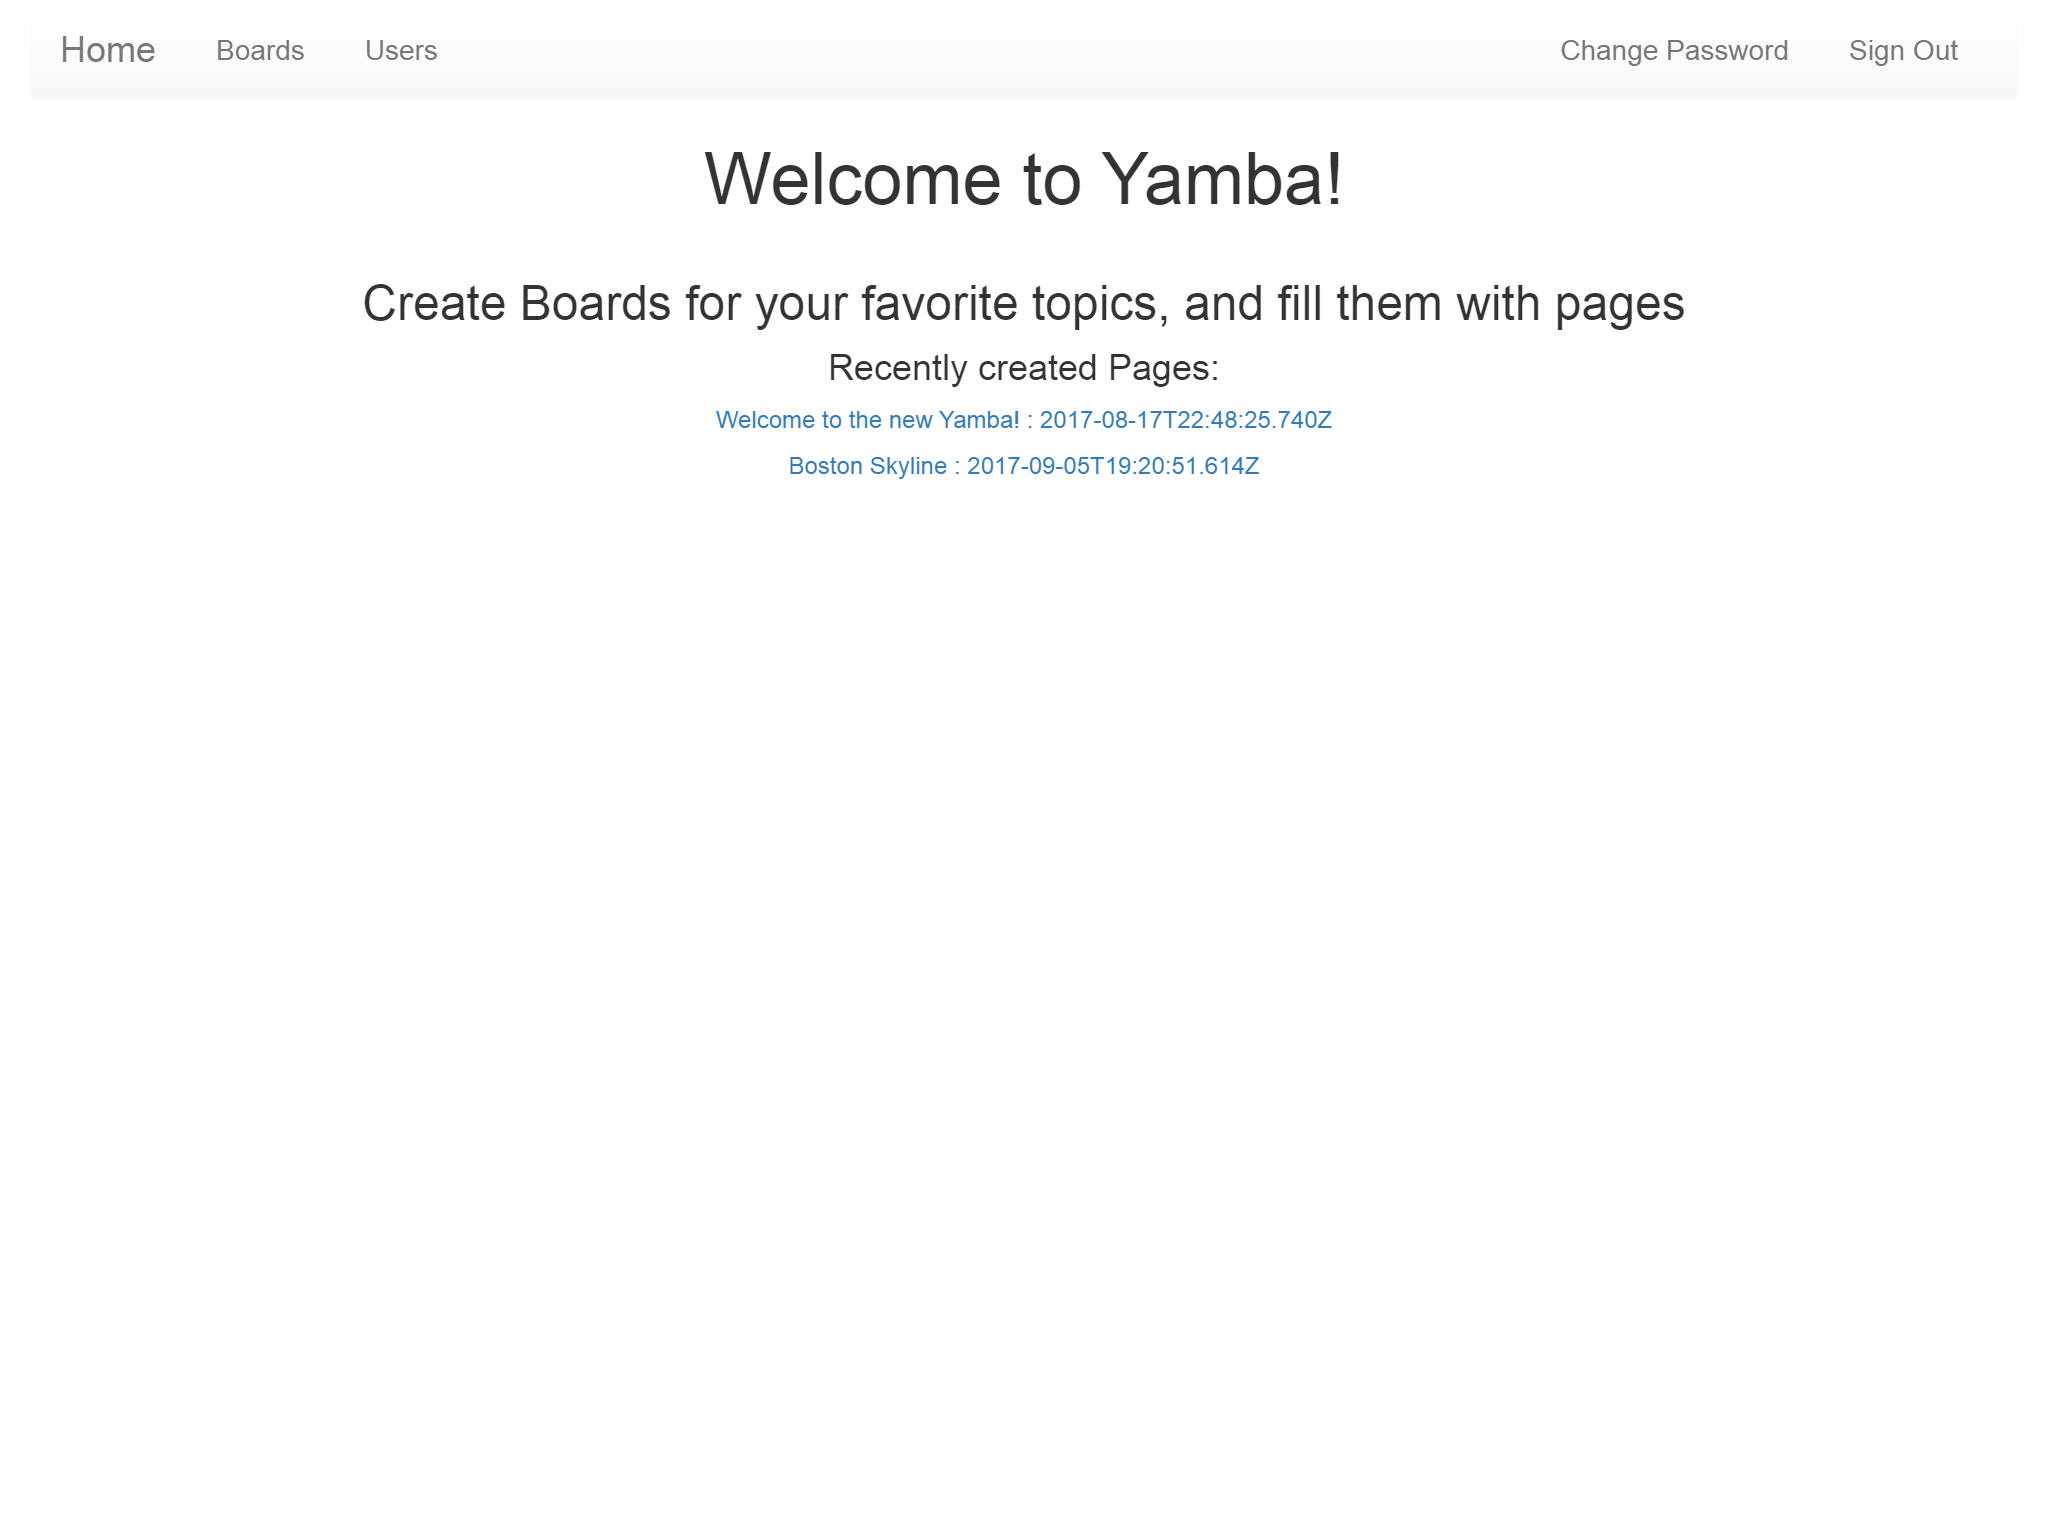 Home Boards Users Change Password Sign Out
Welcome to Yamba!
Create Boards for your favorite topics, and fill them with pages
Recently created Pages:
Welcome to the new Yamba! : 2017-08-17T22:48:25.740Z
Boston Skyline : 2017-09-05T19:20:51.614Z